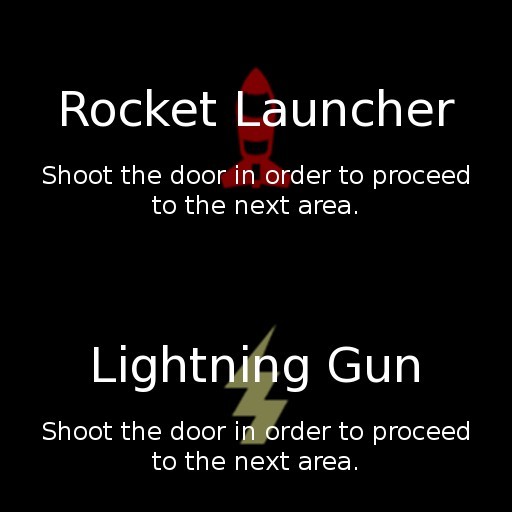 Rocket Launcher
Shoot the door in order to proceed
to the next area.
Lightning Gun
Shoot the door in order to proceed
to the next area.